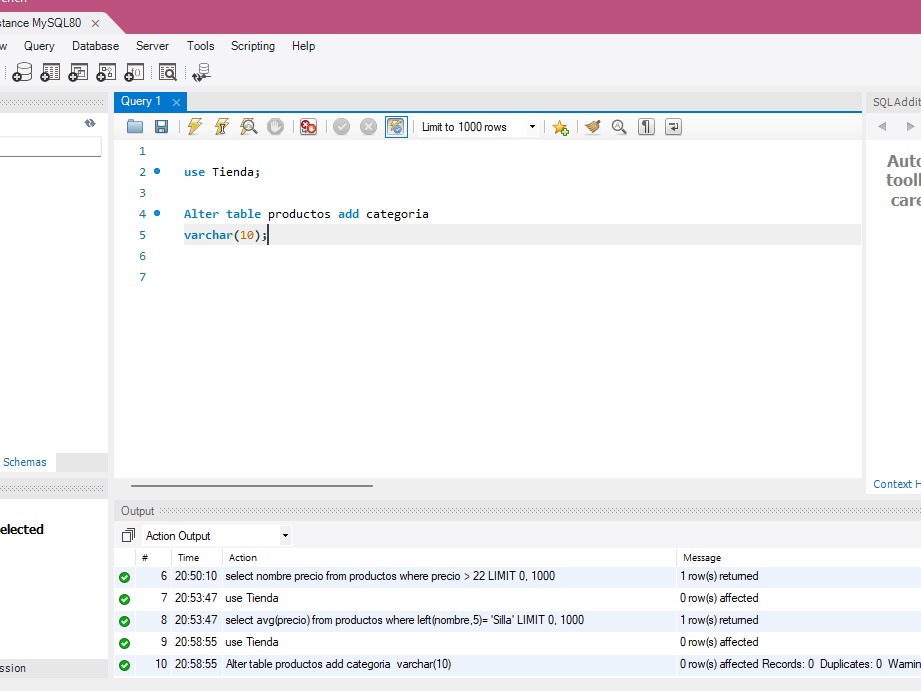 stance MySQL80
Query Database Server Tools Scripting Help
Query 1
SQL Addit
Limit to 1000 rows
1
2 use Tienda;
3
4 Alter table productos add categoria
5 varchar(10);
6
7
Auto
tooll
care
Schemas
Context H
elected
ssion
Output
Action Output
# Time Action Message
6 20:50:10 select nombre precio from productos where precio > 22 LIMIT 0, 1000 1 row(s) returned
7 20:53:47 use Tienda 0 row(s) affected
8 20:53:47 select avg(precio) from productos where left(nombre,5)= 'Silla' LIMIT 0, 1000 1 row(s) returned
9 20:58:55 use Tienda 0 row(s) affected
10 20:58:55 Alter table productos add categoria varchar(10) 0 row(s) affected Records: 0 Duplicates: 0 Warnin